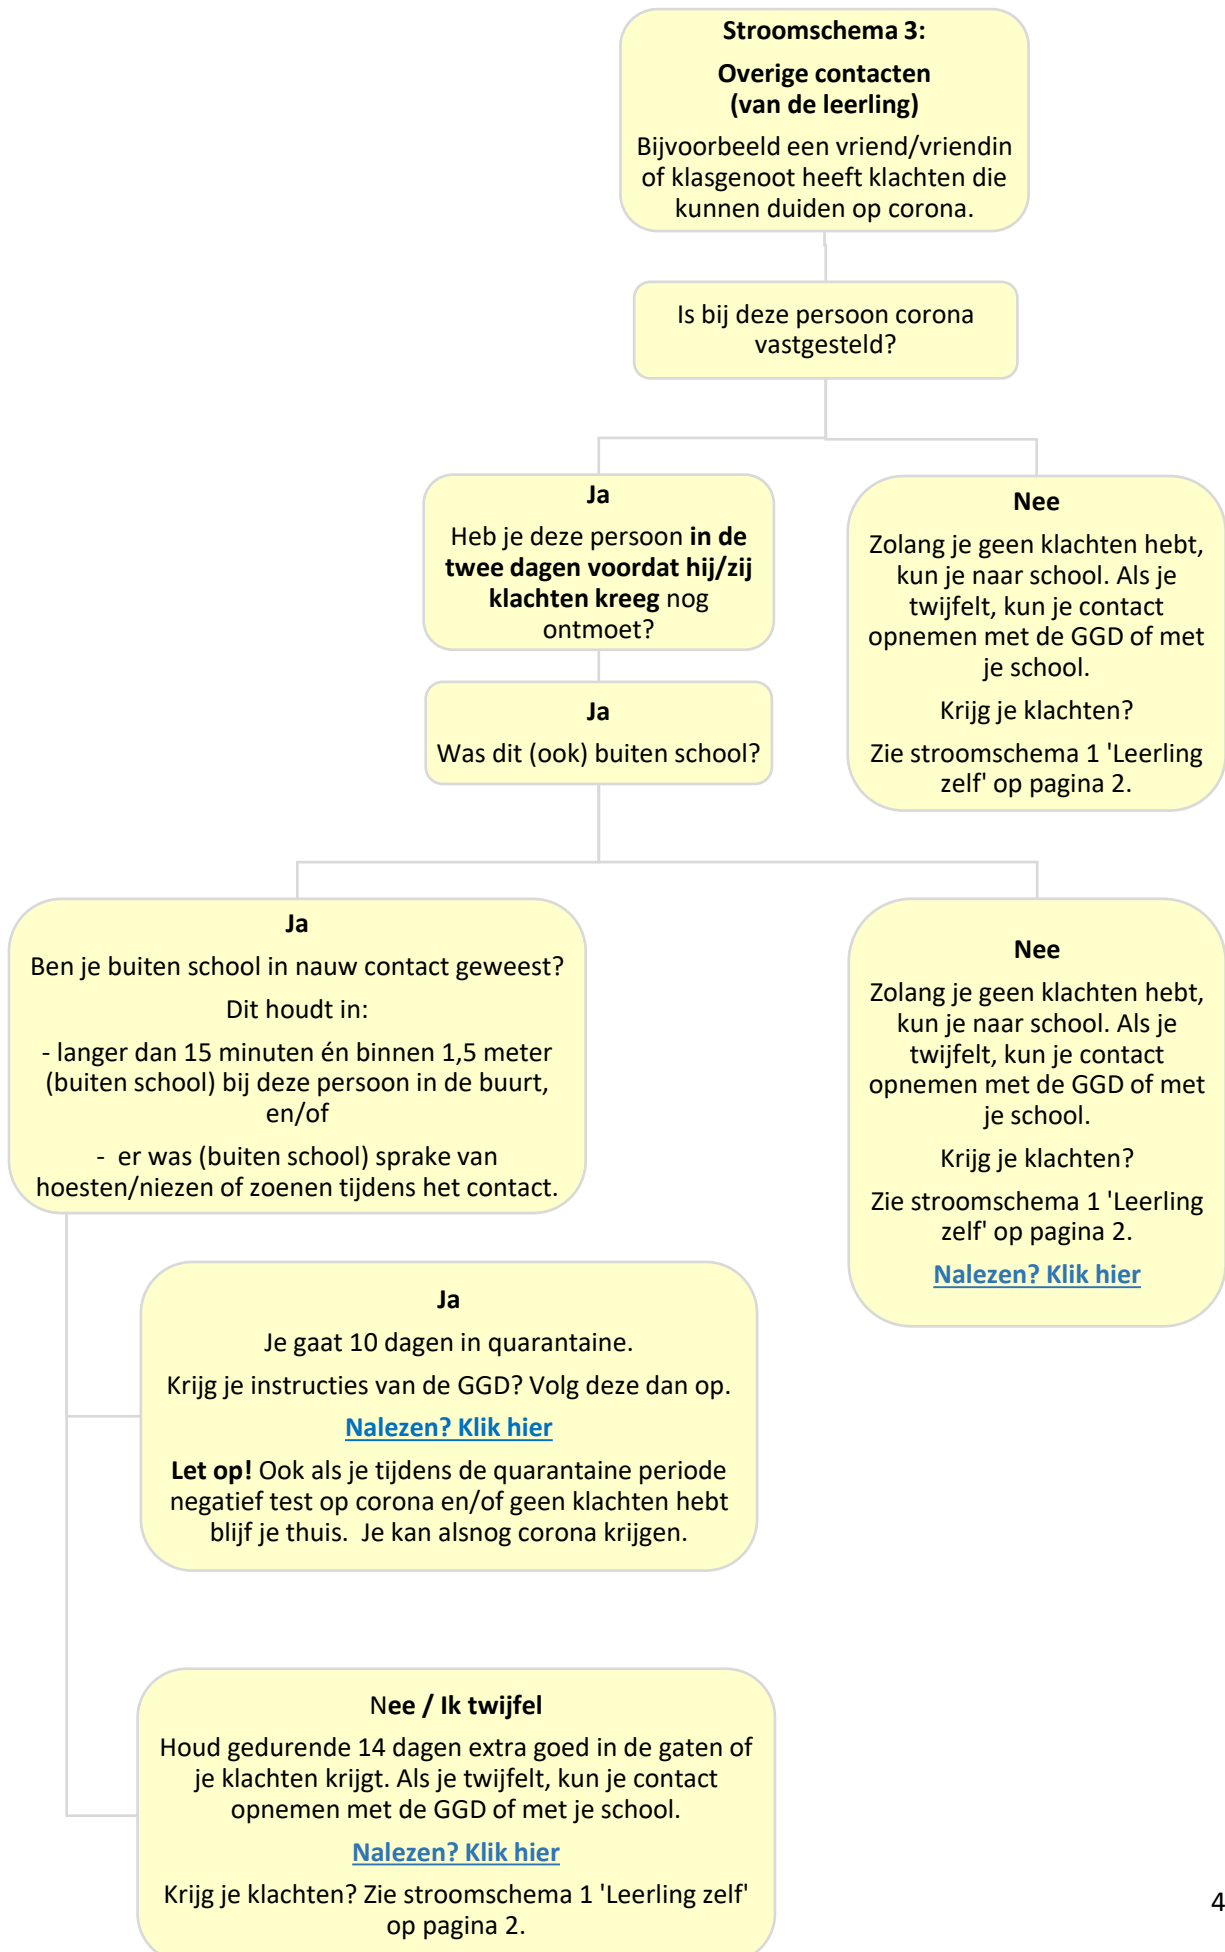 Stroomschema 3:
Overige contacten
(van de leerling)
Bijvoorbeeld een vriend/vriendin
of klasgenoot heeft klachten die
kunnen duiden op corona.
Is bij deze persoon corona
vastgesteld?
Ja
Heb je deze persoon in de
twee dagen voordat hij/zij
klachten kreeg nog
ontmoet?
Nee
Zolang je geen klachten hebt,
kun je naar school. Als je
twijfelt, kun je contact
opnemen met de GGD of met
je school.
Krijg je klachten?
Zie stroomschema 1 'Leerling
zelf' op pagina 2.
Ja
Was dit (ook) buiten school?
Ja
Ben je buiten school in nauw contact geweest?
Dit houdt in:
- langer dan 15 minuten én binnen 1,5 meter
(buiten school) bij deze persoon in de buurt,
en/of
- er was (buiten school) sprake van
hoesten/niezen of zoenen tijdens het contact.
Nee
Zolang je geen klachten hebt,
kun je naar school. Als je
twijfelt, kun je contact
opnemen met de GGD of met
je school.
Krijg je klachten?
Zie stroomschema 1 'Leerling
zelf' op pagina 2.
Nalezen? Klik hier
Ja
Je gaat 10 dagen in quarantaine.
Krijg je instructies van de GGD? Volg deze dan op.
Nalezen? Klik hier
Let op! Ook als je tijdens de quarantaine periode
negatief test op corona en/of geen klachten hebt
blijf je thuis. Je kan alsnog corona krijgen.
Nee / Ik twijfel
Houd gedurende 14 dagen extra goed in de gaten of
je klachten krijgt. Als je twijfelt, kun je contact
opnemen met de GGD of met je school.
Nalezen? Klik hier
Krijg je klachten? Zie stroomschema 1 'Leerling zelf'
op pagina 2.
4